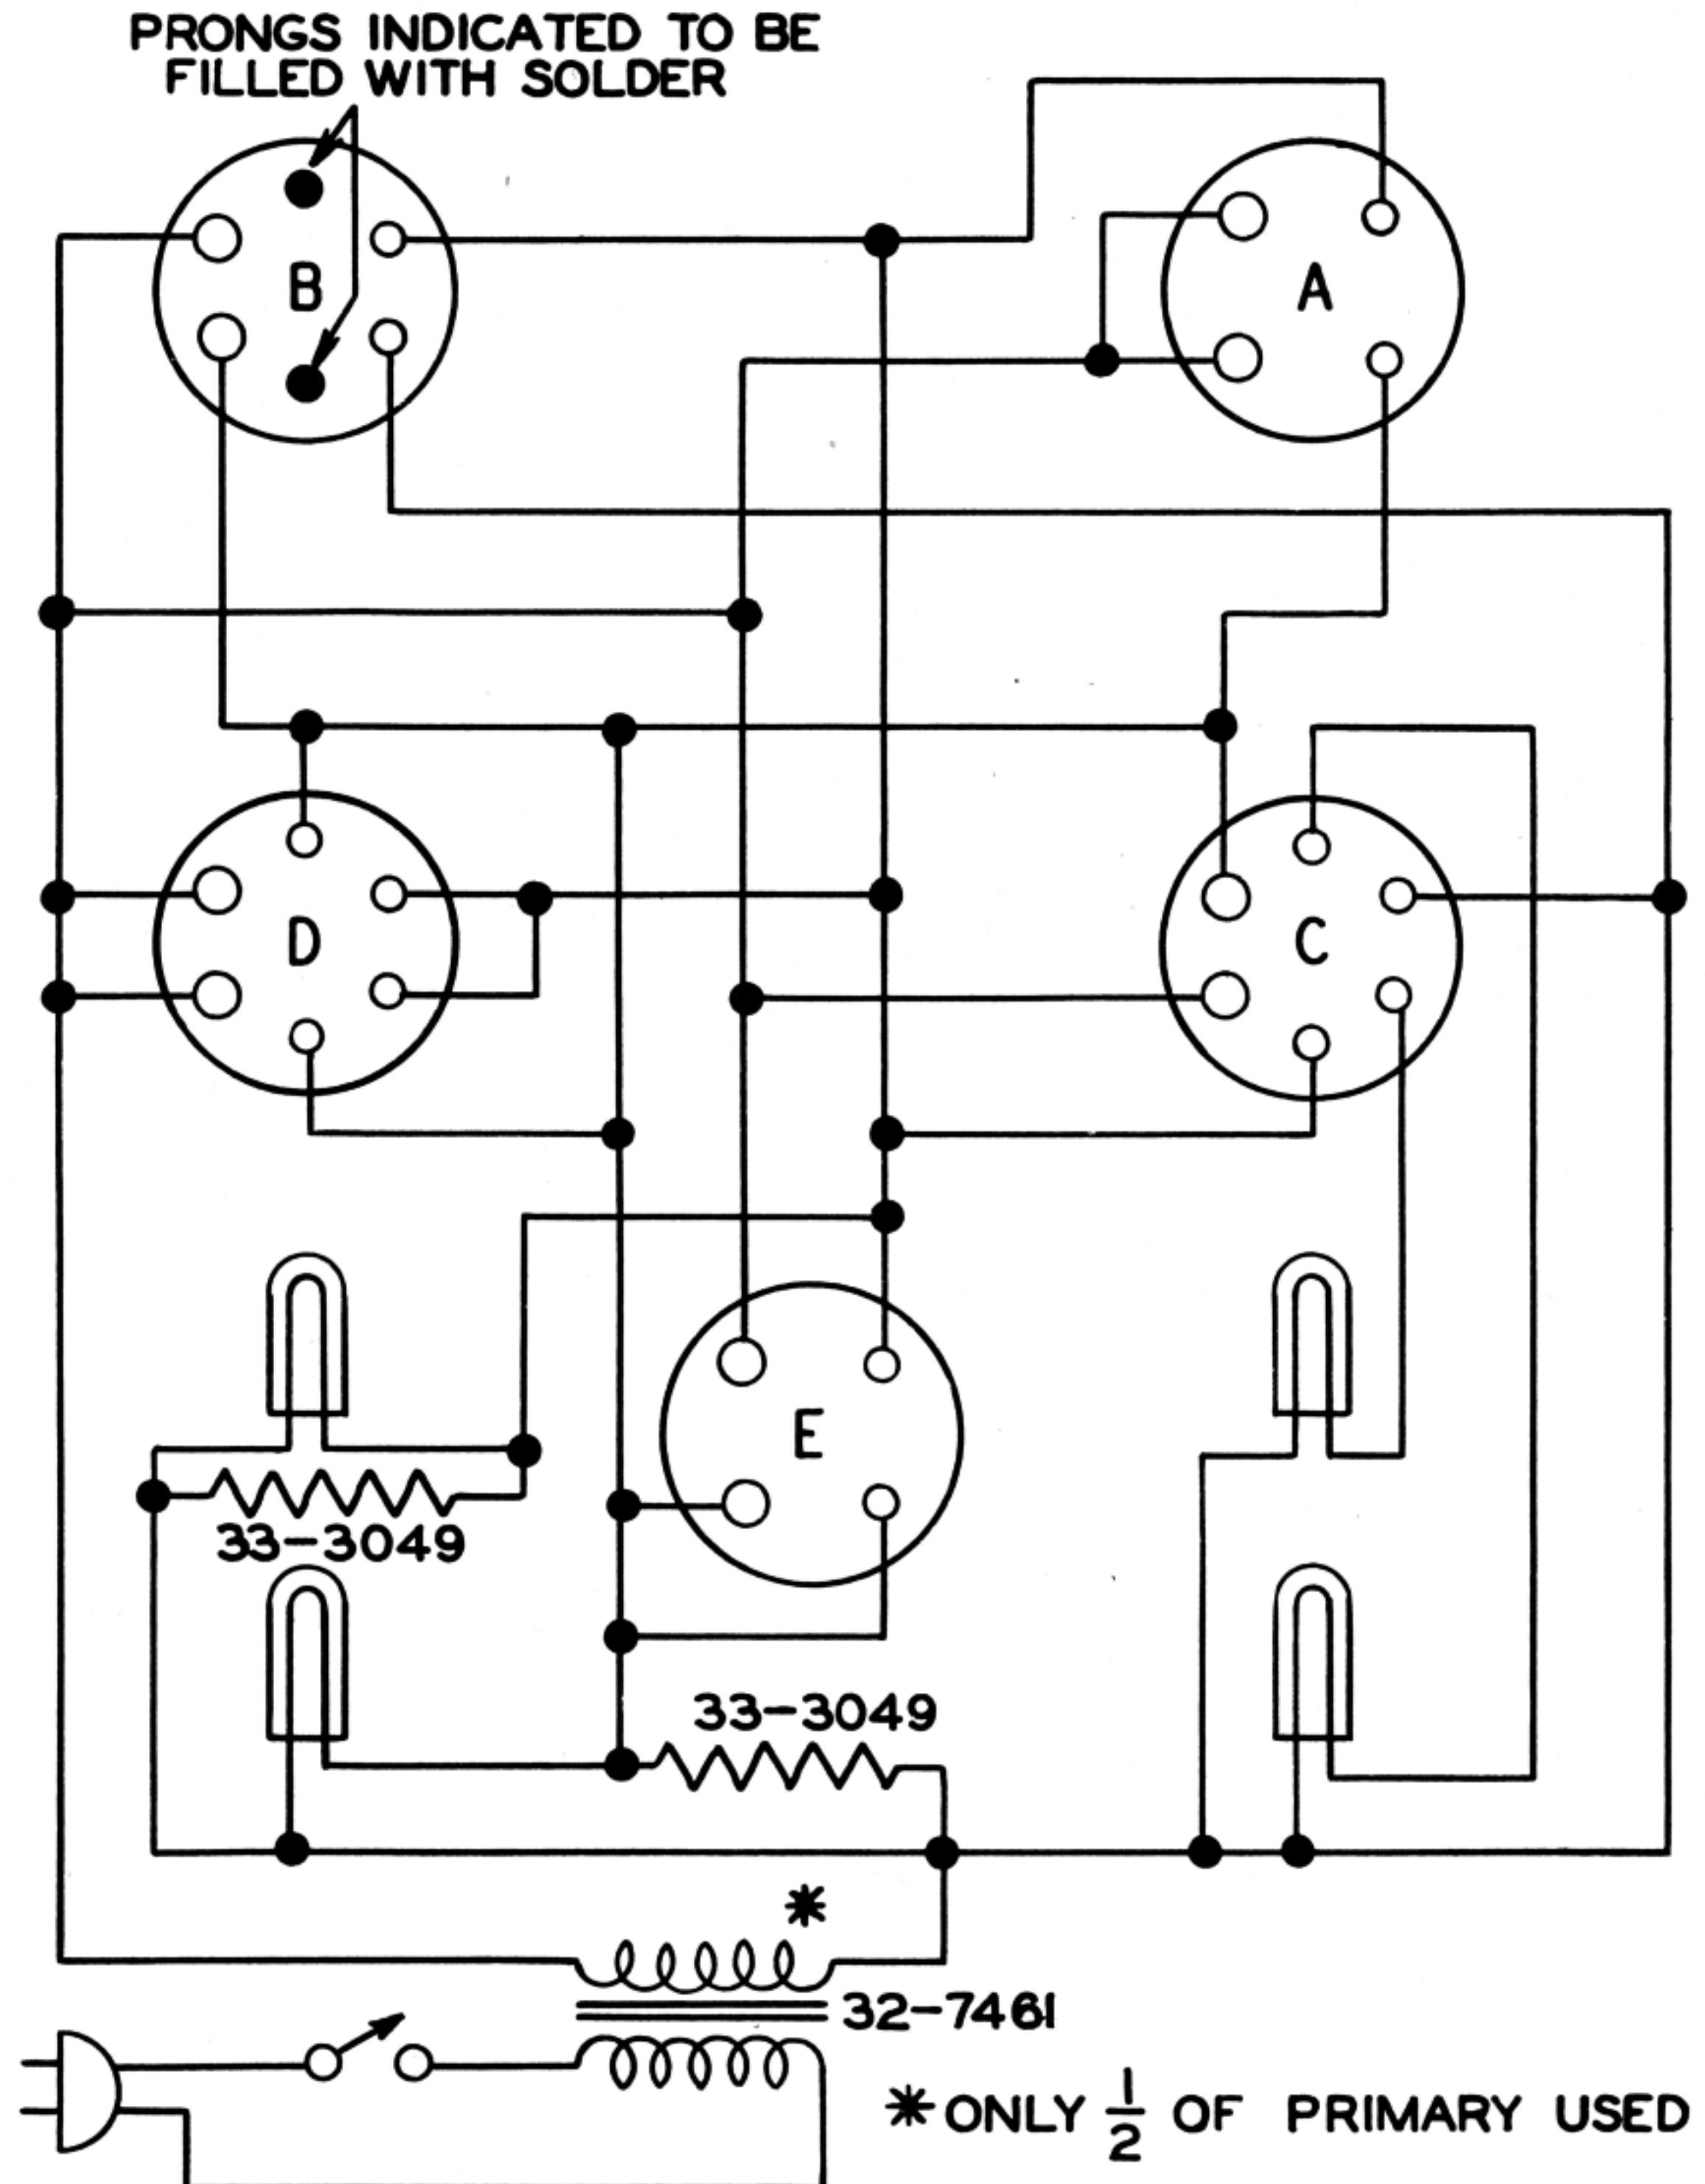 PRONGS INDICATED TO BE
FILLED WITH SOLDER
B
A
D
C
E
33-3049
33-3049
*
32-7461
*ONLY 1/2 OF PRIMARY USED